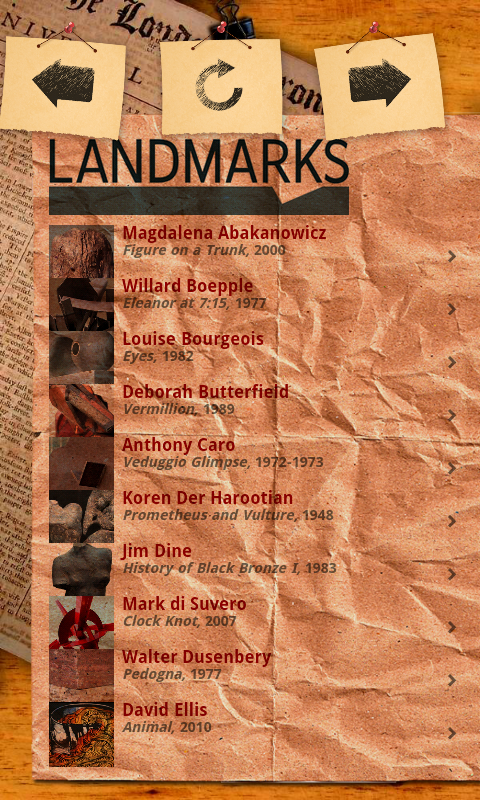 The Lond
LANDMARKS
Magdalena Abakanowicz
Figure on a Trunk, 2000
Willard Boepple
Eleanor at 7:15, 1977
Louise Bourgeois
Eyes, 1982
Deborah Butterfield
Vermillion, 1989
Anthony Caro
Veduggio Glimpse, 1972-1973
Koren Der Harootian
Prometheus and Vulture, 1948
Jim Dine
History of Black Bronze I, 1983
Mark di Suvero
Clock Knot, 2007
Walter Dusenbery
Pedogna, 1977
David Ellis
Animal, 2010